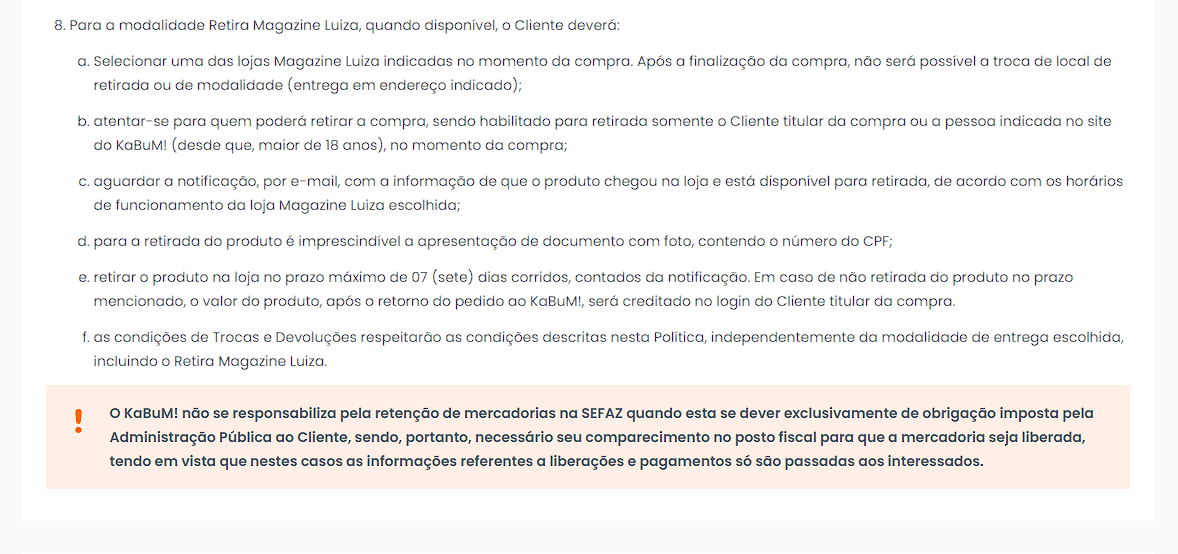 8. Para a modalidade Retira Magazine Luiza, quando disponível, o Cliente deverá:
a. Selecionar uma das lojas Magazine Luiza indicadas no momento da compra. Após a finalização da compra, não será possível a troca de local de
retirada ou de modalidade (entrega em endereço indicado);
b. atentar-se para quem poderá retirar a compra, sendo habilitado para retirada somente o Cliente titular da compra ou a pessoa indicada no site
do KaBuM! (desde que, maior de 18 anos), no momento da compra;
c. aguardar a notificação, por e-mail, com a informação de que o produto chegou na loja e está disponível para retirada, de acordo com os horários
de funcionamento da loja Magazine Luiza escolhida;
d. para a retirada do produto é imprescindível a apresentação de documento com foto, contendo o número do CPF;
e. retirar o produto na loja no prazo máximo de 07 (sete) dias corridos, contados da notificação. Em caso de não retirada do produto no prazo
mencionado, o valor do produto, após o retorno do pedido ao KaBuM!, será creditado no login do Cliente titular da compra.
f. as condições de Trocas e Devoluções respeitarão as condições descritas nesta Política, independentemente da modalidade de entrega escolhida,
incluindo o Retira Magazine Luiza.
O KaBuM! não se responsabiliza pela retenção de mercadorias na SEFAZ quando esta se dever exclusivamente de obrigação imposta pela
Administração Pública ao Cliente, sendo, portanto, necessário seu comparecimento no posto fiscal para que a mercadoria seja liberada,
tendo em vista que nestes casos as informações referentes a liberações e pagamentos só são passadas aos interessados.